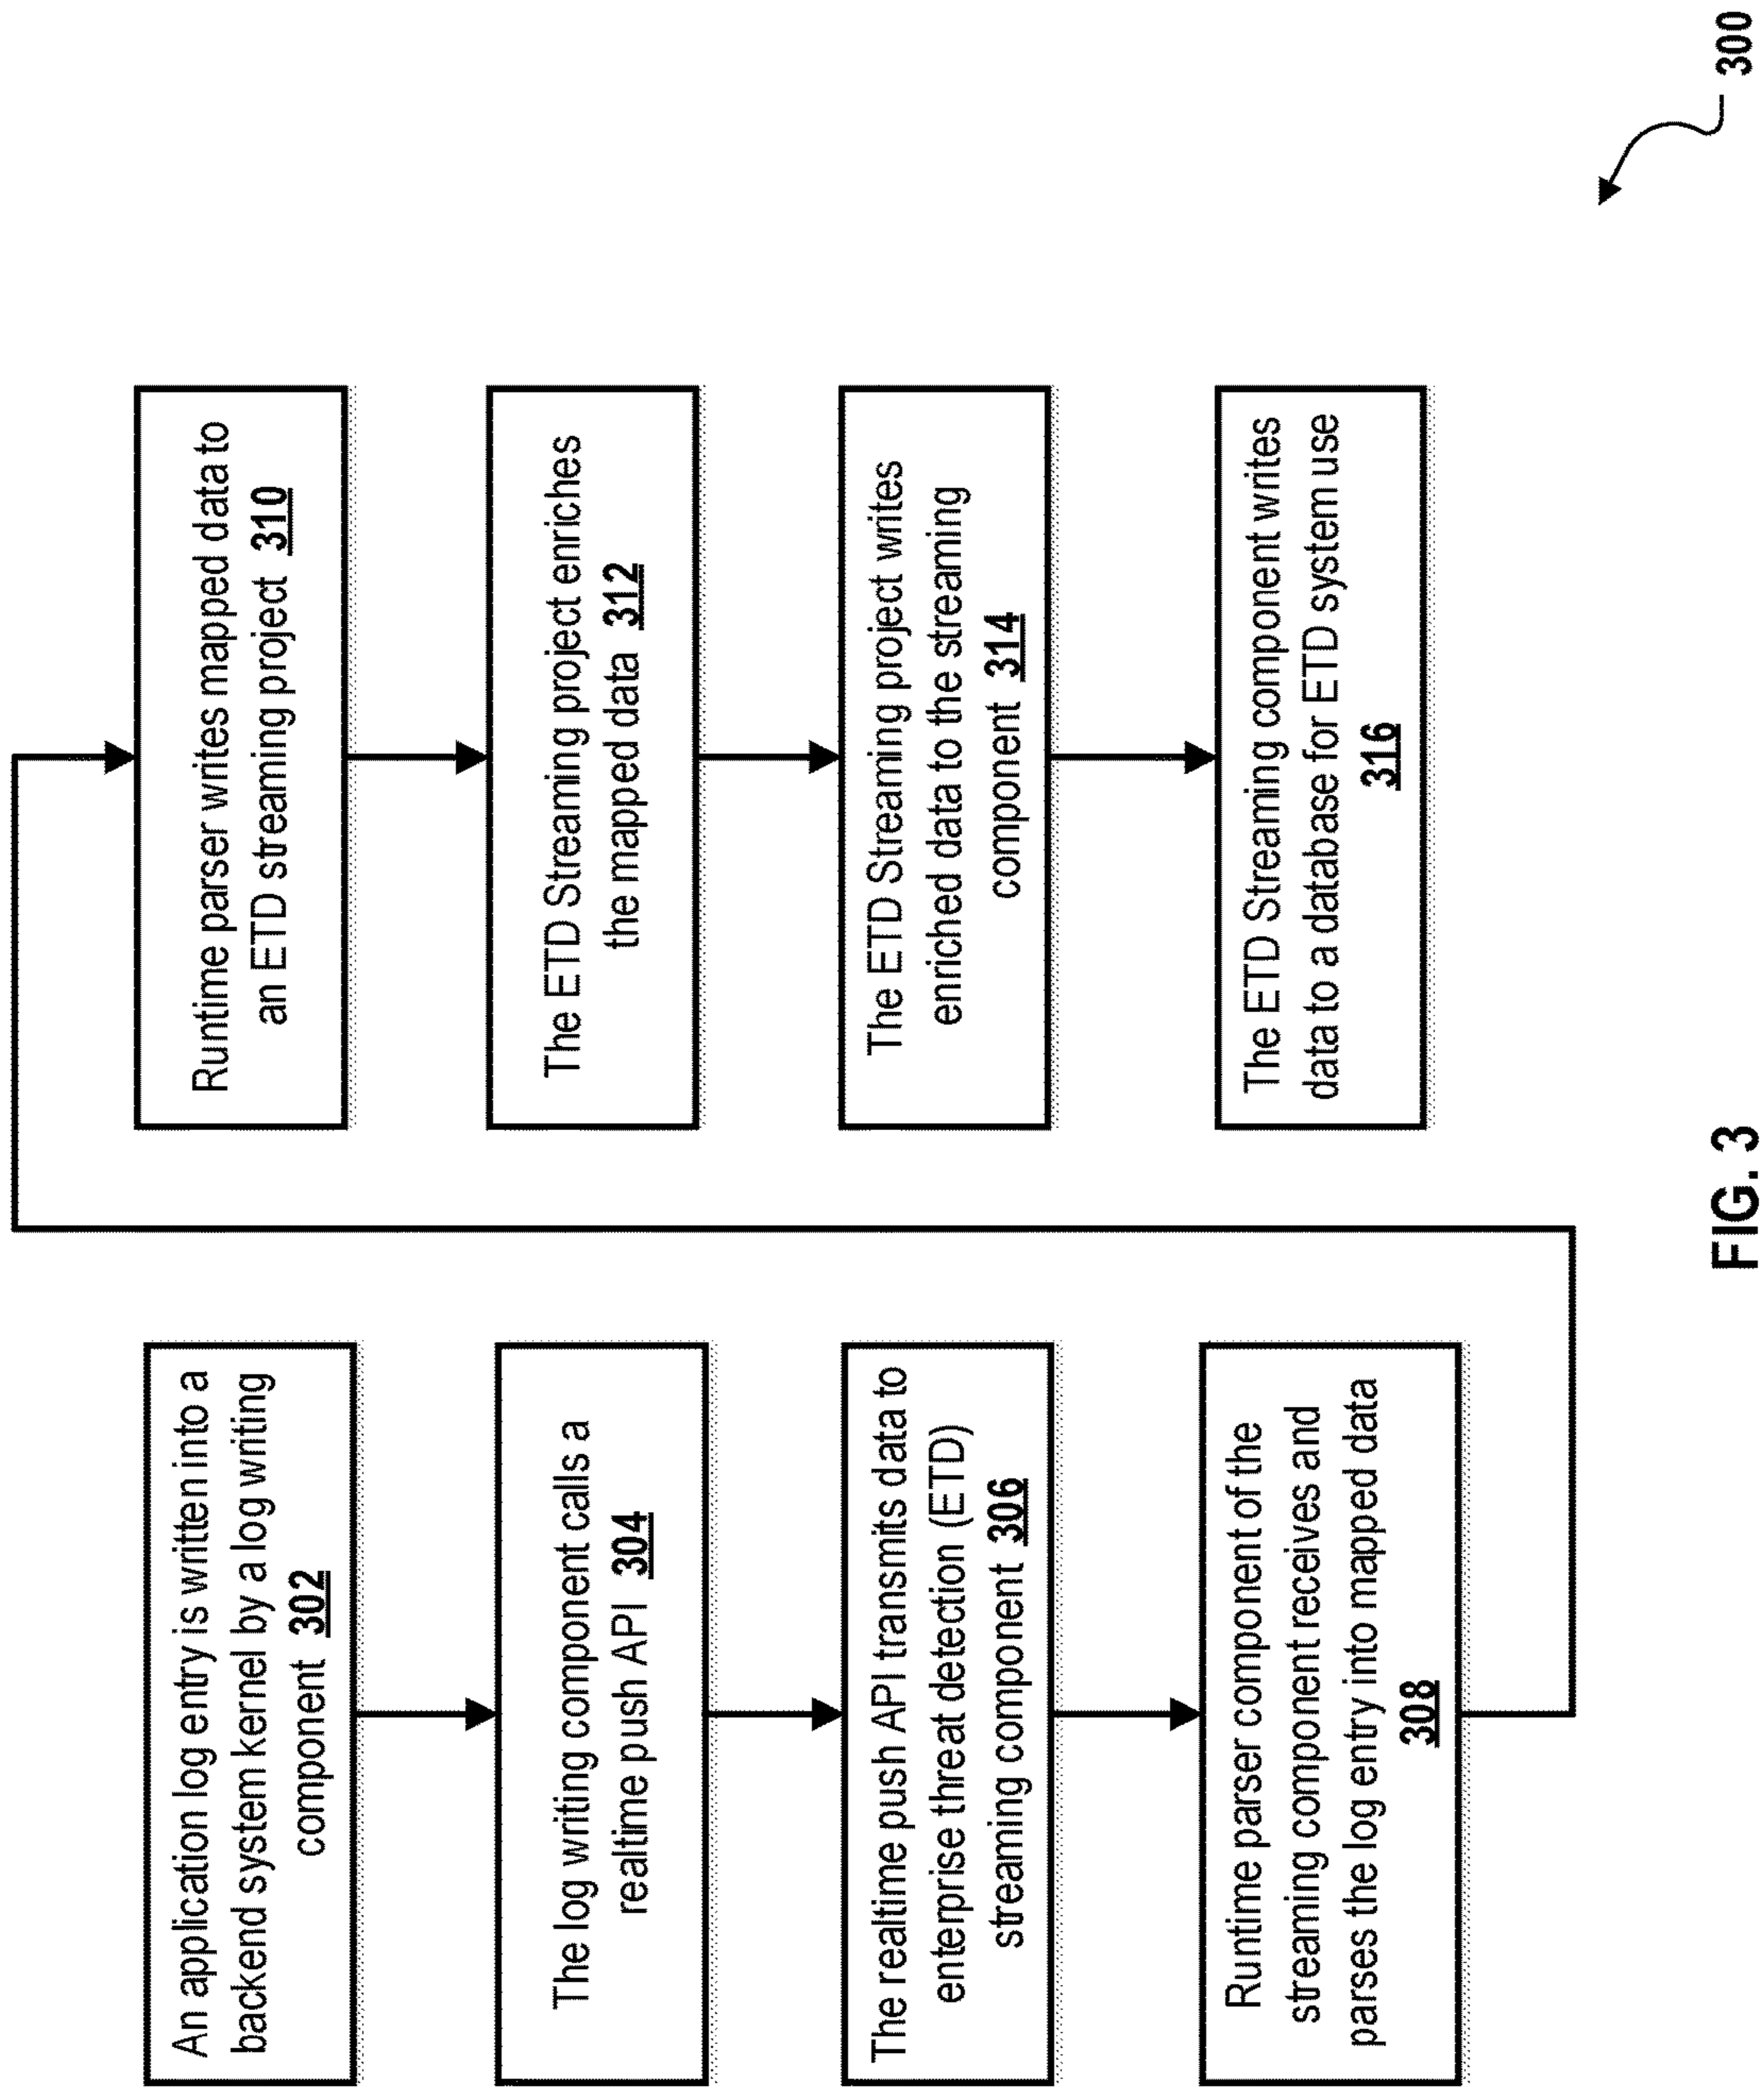 An application log entry is written into a
backend system kernel by a log writing
component 302
The log writing component calls a
realtime push API 304
The realtime push API transmits data to
enterprise threat detection (ETD)
streaming component 306
Runtime parser component of the
streaming component receives and
parses the log entry into mapped data
308
Runtime parser writes mapped data to
an ETD streaming project 310
The ETD Streaming project enriches
the mapped data 312
The ETD Streaming project writes
enriched data to the streaming
component 314
The ETD Streaming component writes
data to a database for ETD system use
316
300
FIG. 3